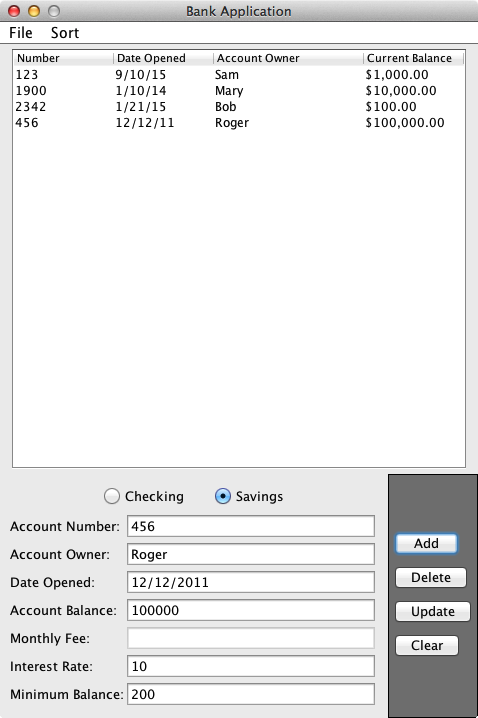 Bank Application
File Sort
Number Date Opened Account Owner Current Balance
123 9/10/15 Sam $1,000.00
1900 1/10/14 Mary $10,000.00
2342 1/21/15 Bob $100.00
456 12/12/11 Roger $100,000.00
Checking Savings
Account Number: 456
Account Owner: Roger
Date Opened: 12/12/2011
Account Balance: 100000
Monthly Fee:
Interest Rate: 10
Minimum Balance: 200
Add
Delete
Update
Clear